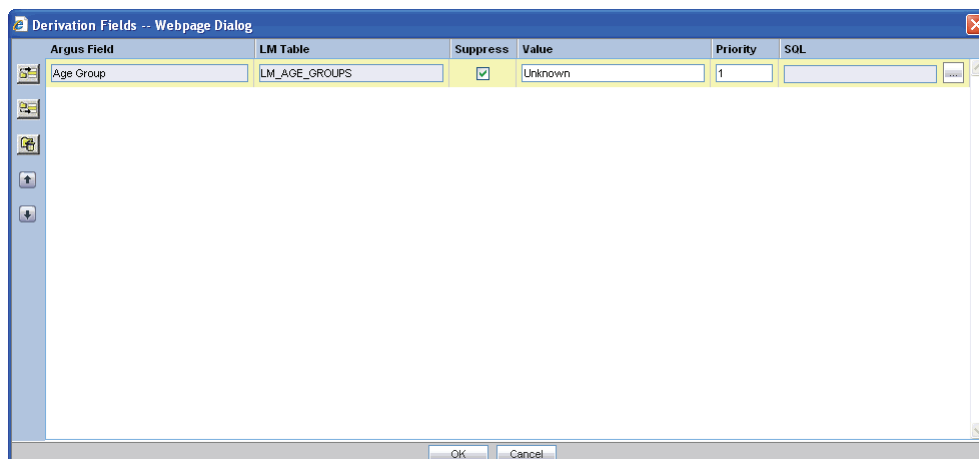 Derivation Fields -- Webpage Dialog
Argus Field LM Table Suppress Value Priority SQL
Age Group LM_AGE_GROUPS Unknown 1 ...
OK Cancel